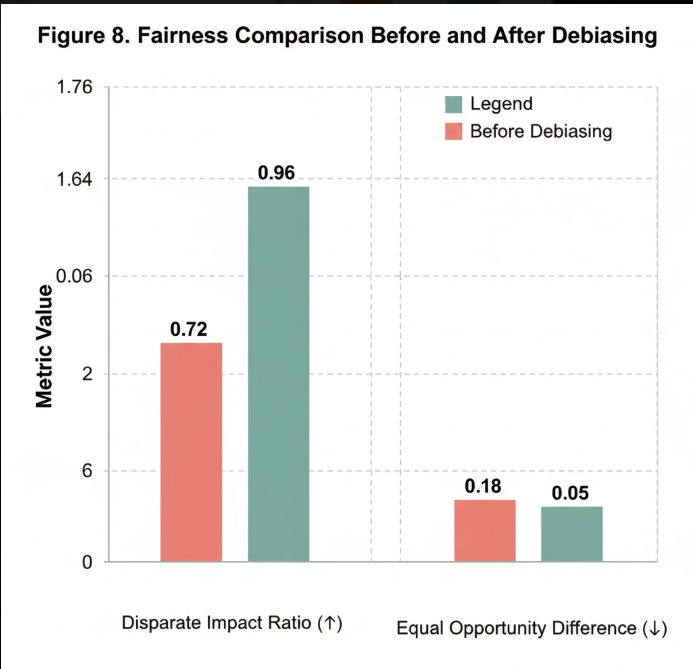 Figure 8. Fairness Comparison Before and After Debiasing
Legend
Before Debiasing
Metric Value
1.76
1.64
0.06
2
6
0
0.72
0.96
0.18
0.05
Disparate Impact Ratio (↑)
Equal Opportunity Difference (↓)